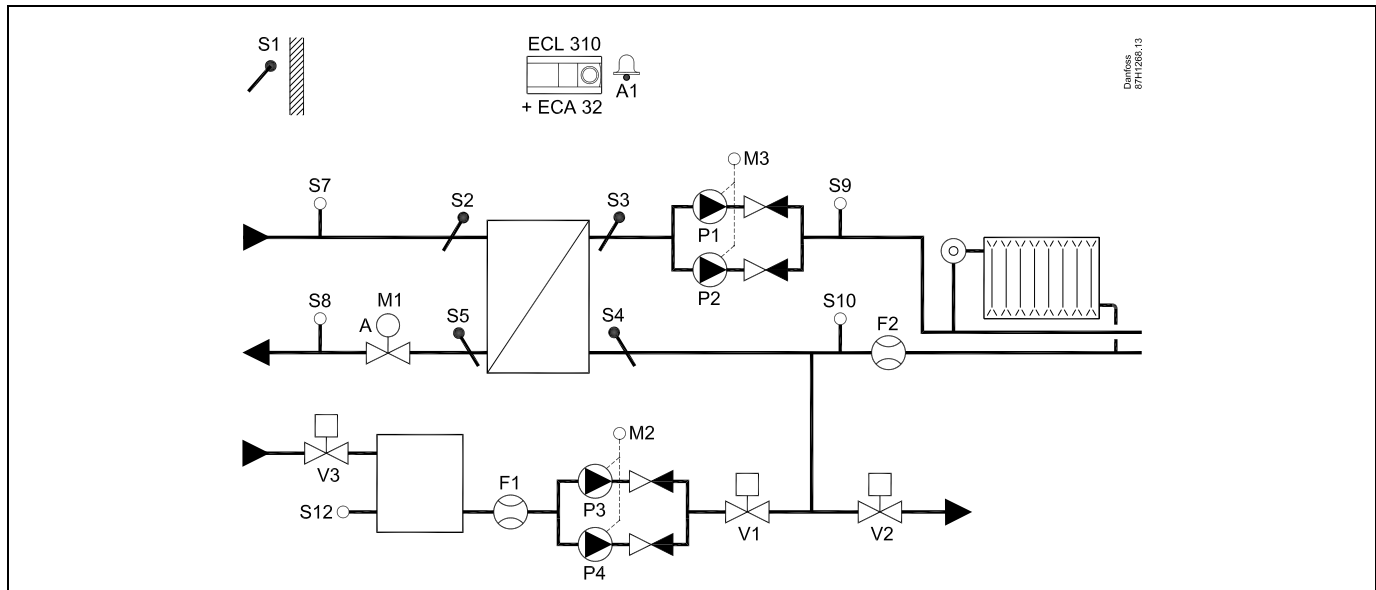 S1
ECL 310
A1
+ ECA 32
Danfoss
87H1268.13
M3
S7
S2
S3
S9
P1
P2
S8
M1
A
S5
S4
S10
F2
M2
V3
F1
S12
P3
V1
V2
P4